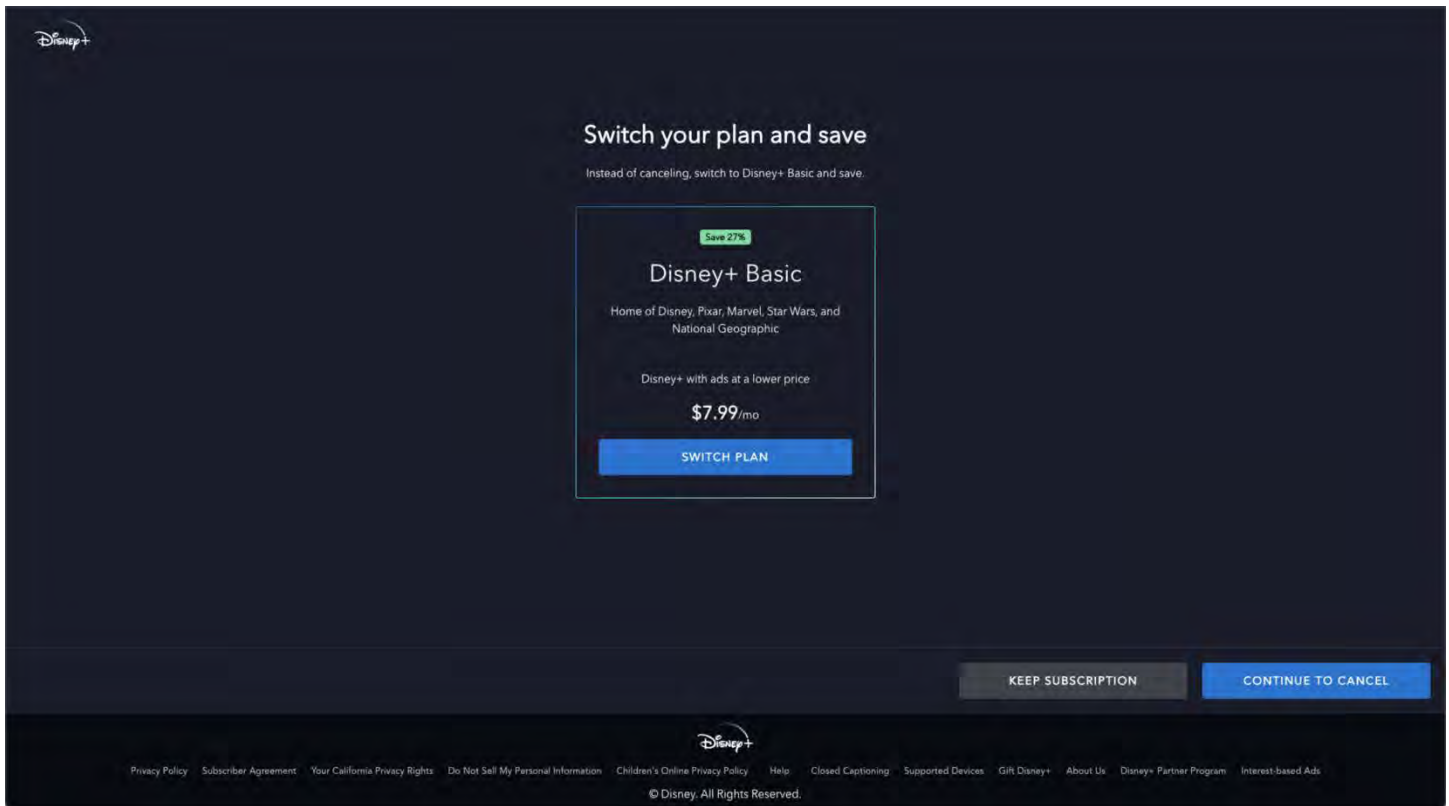 Disney+
Switch your plan and save
Instead of canceling, switch to Disney+ Basic and save.
Save 27%
Disney+ Basic
Home of Disney, Pixar, Marvel, Star Wars, and
National Geographic
Disney+ with ads at a lower price
$7.99/mo
SWITCH PLAN
KEEP SUBSCRIPTION CONTINUE TO CANCEL
Disney+
Privacy Policy Subscriber Agreement Your California Privacy Rights Do Not Sell My Personal Information Children's Online Privacy Policy Help Closed Captioning Supported Devices Gift Disney+ About Us Disney+ Partner Program Interest-based Ads
© Disney. All Rights Reserved.